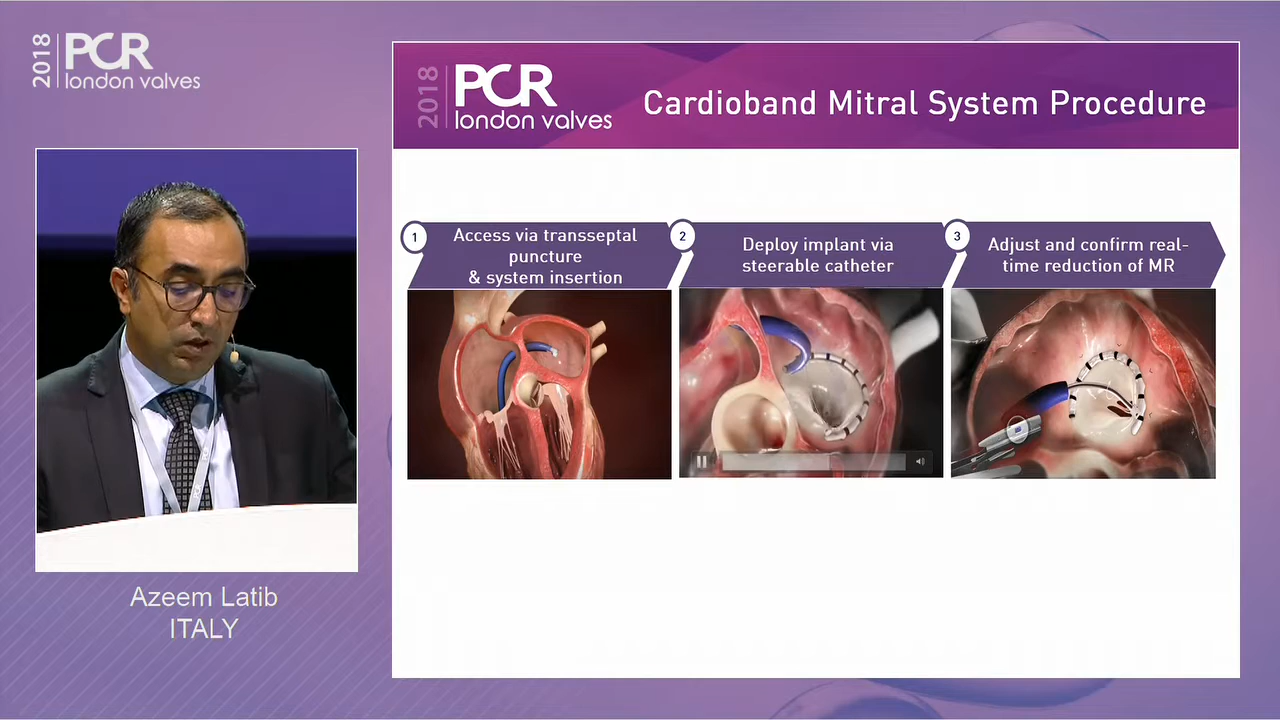 2018
PCR
london valves
2018
PCR
london valves
Cardioband Mitral System Procedure
1
Access via transseptal
puncture
& system insertion
2
Deploy implant via
steerable catheter
3
Adjust and confirm real-
time reduction of MR
Azeem Latib
ITALY